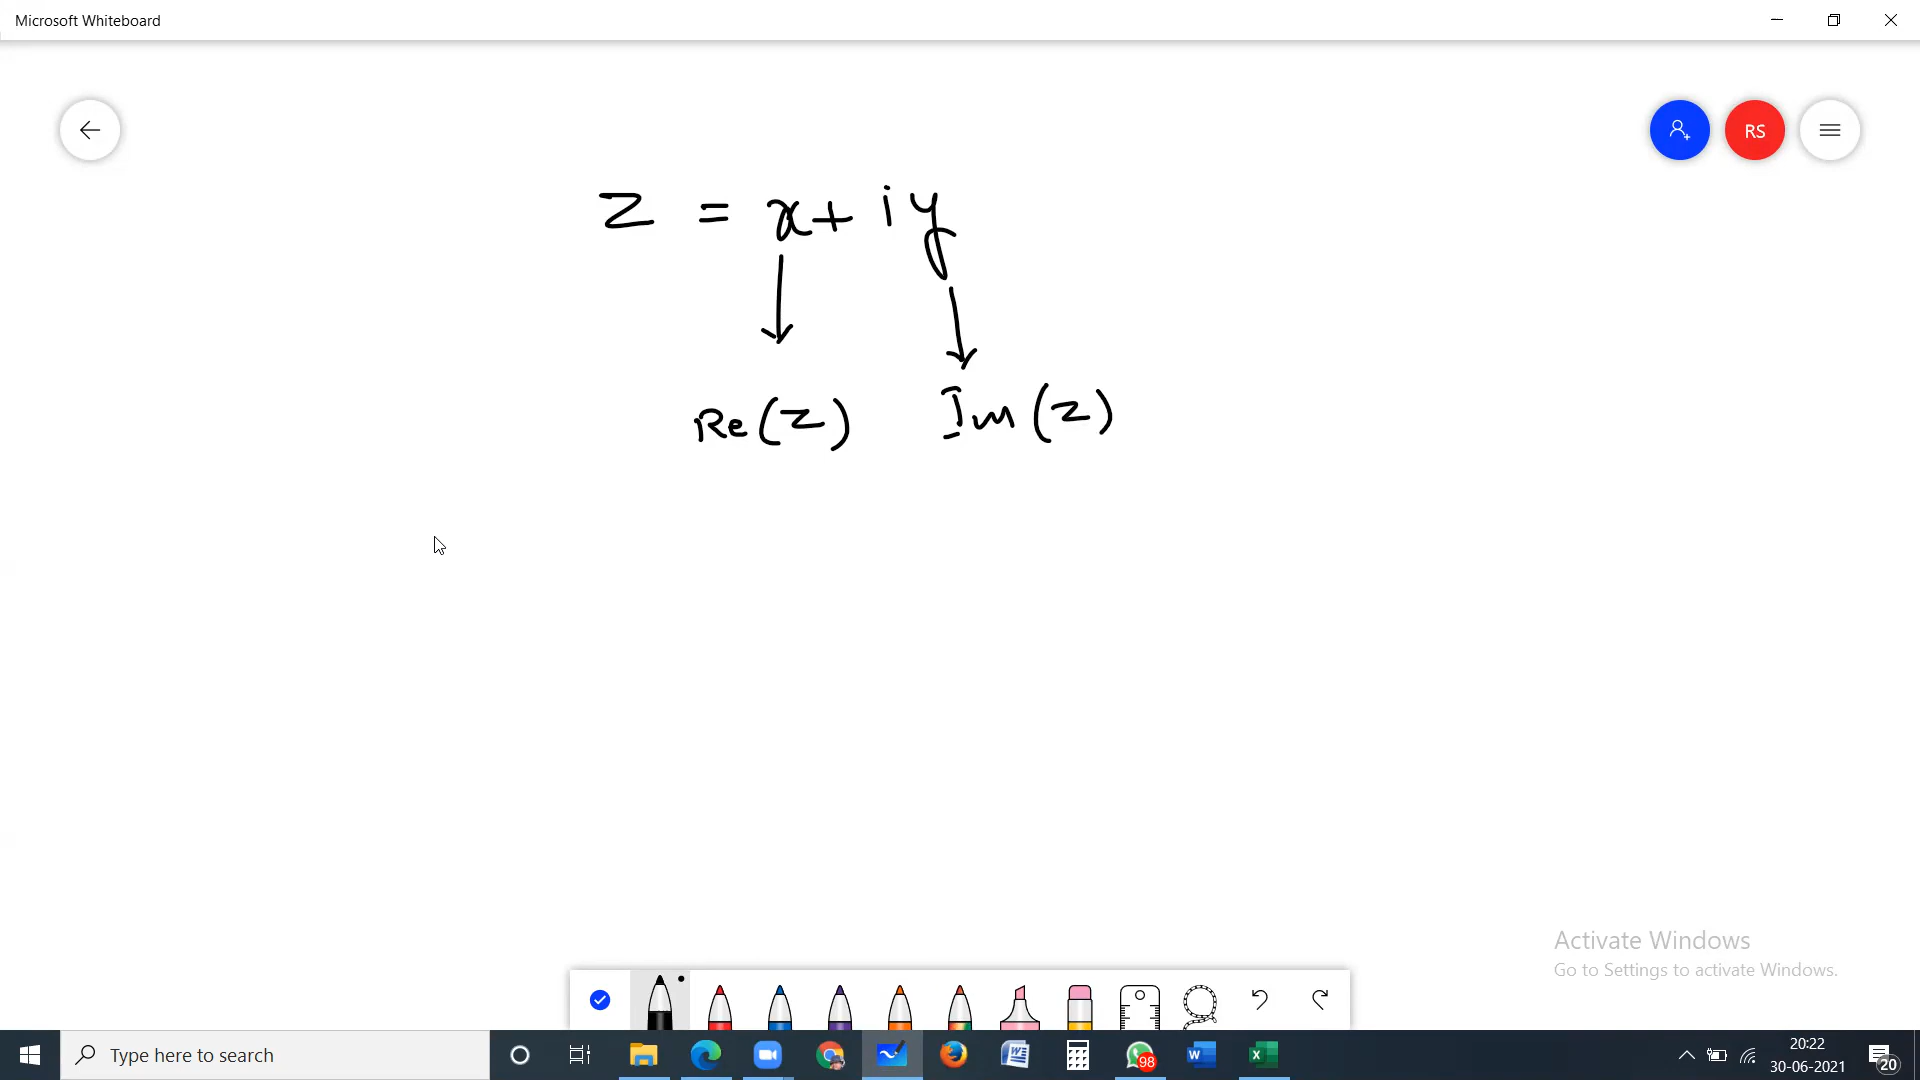 Microsoft Whiteboard
RS
Z = x + iy
Re(Z) Im(Z)
Activate Windows
Go to Settings to activate Windows.
Type here to search
98
20:22
30-06-2021
20